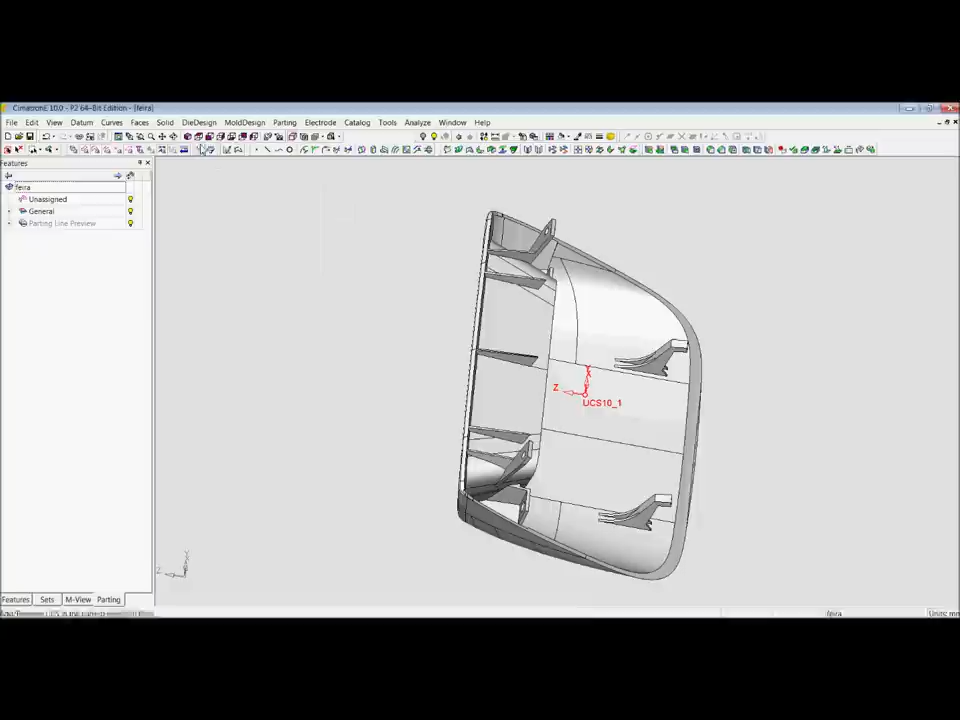 CimatronE 10.0 - P2 64-Bit Edition - [feira]
File Edit View Datum Curves Faces Solid DieDesign MoldDesign Parting Electrode Catalog Tools Analyze Window Help
Features
feira
Unassigned
General
Parting Line Preview
Z
UCS10_1
Features Sets M-View Parting
feira